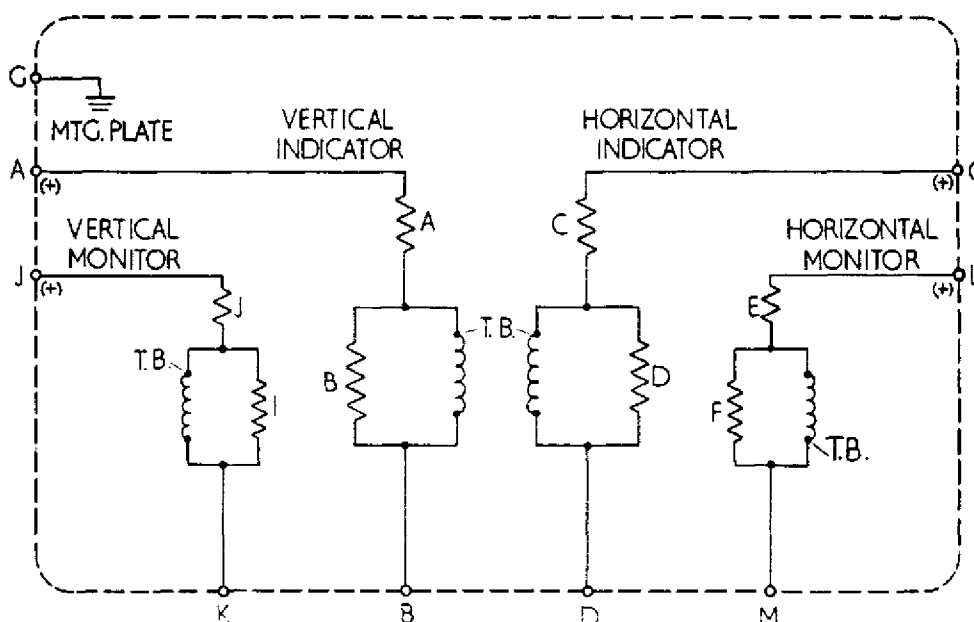 G
MTG. PLATE
VERTICAL
INDICATOR
HORIZONTAL
INDICATOR
A
(+)
(+)
A
C
VERTICAL
MONITOR
HORIZONTAL
MONITOR
J
(+)
(+)
J
E
T.B.
T.B.
B
D
I
F
T.B.
K
B
D
M